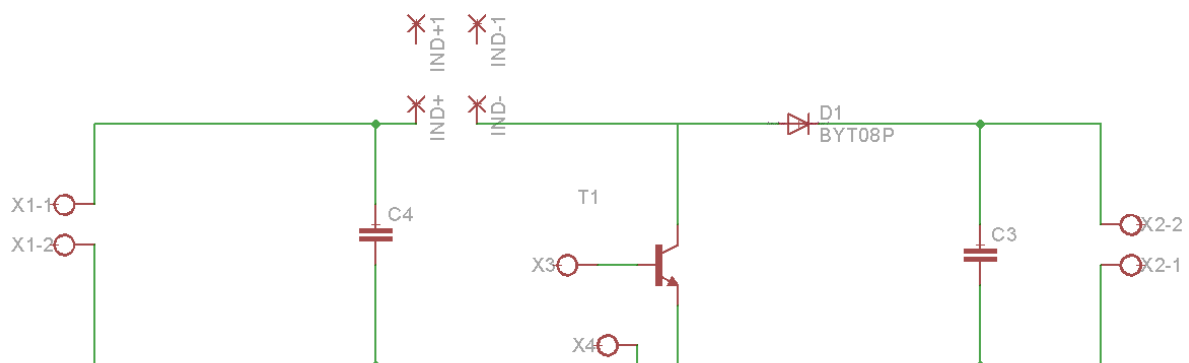 IND+1
IND-1
IND+
IND-
D1
BYT08P
T1
X1-1
C4
X2-2
C3
X1-2
X3
X2-1
X4